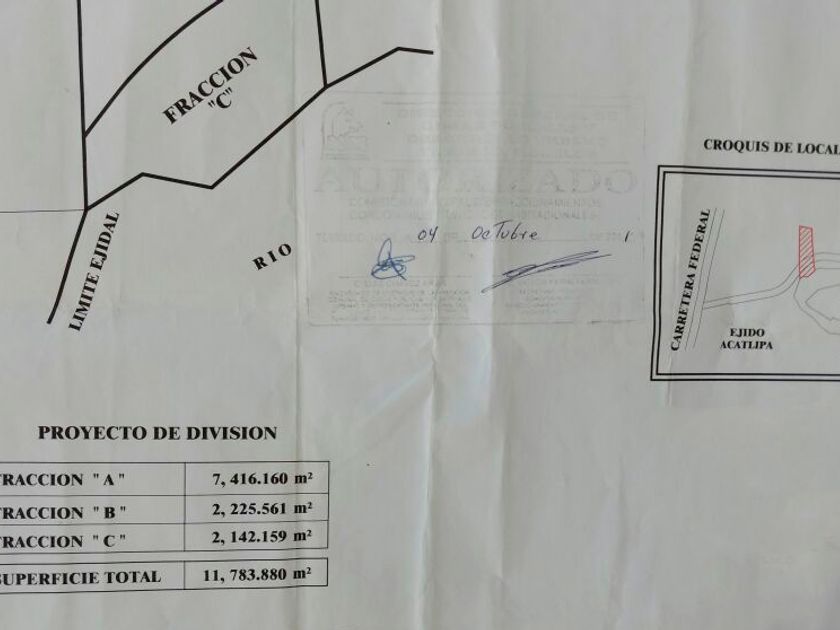 FRACCION
"C"
CROQUIS DE LOCAL
LIMITE EJIDAL
RIO
AUTORIZADO
04 Octubre 1
CARRETERA FEDERAL
EJIDO
ACATLIPA
PROYECTO DE DIVISION
FRACCION "A" 7, 416.160 m²
FRACCION "B" 2, 225.561 m²
FRACCION "C" 2, 142.159 m²
SUPERFICIE TOTAL 11, 783.880 m²